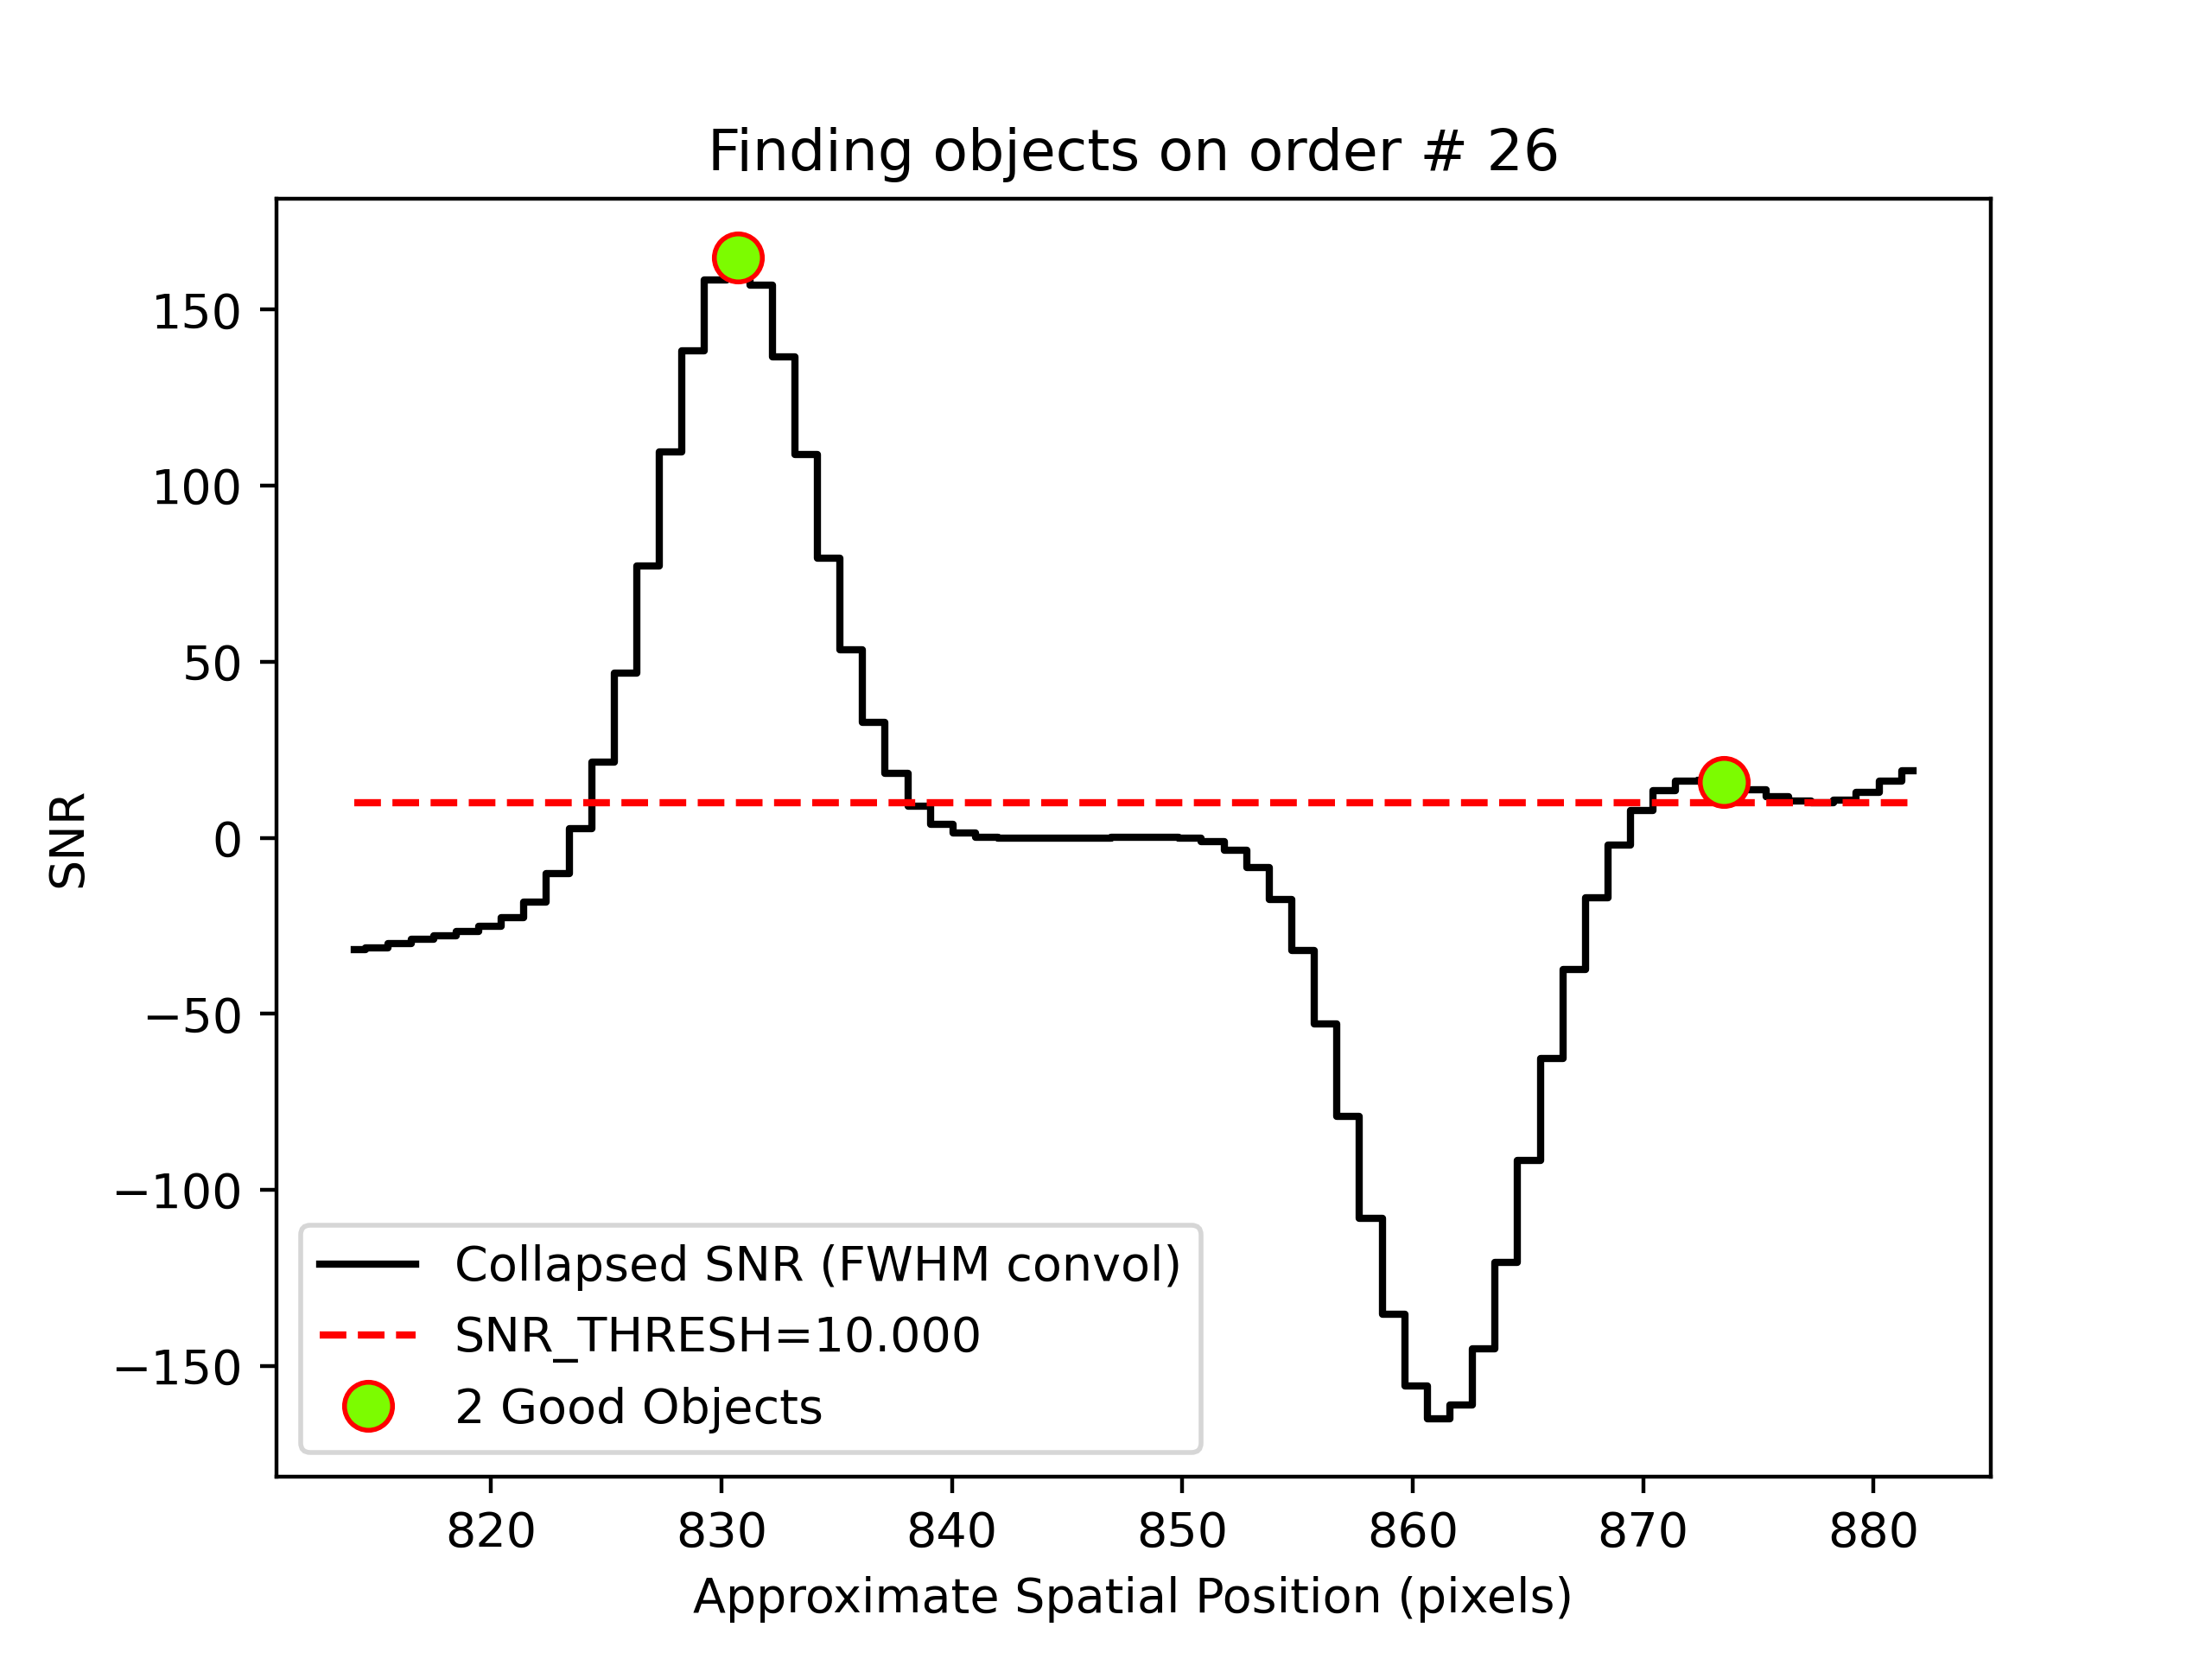 Finding objects on order # 26
SNR
150
100
50
0
−50
−100
−150
Collapsed SNR (FWHM convol)
SNR_THRESH=10.000
2 Good Objects
820 830 840 850 860 870 880
Approximate Spatial Position (pixels)